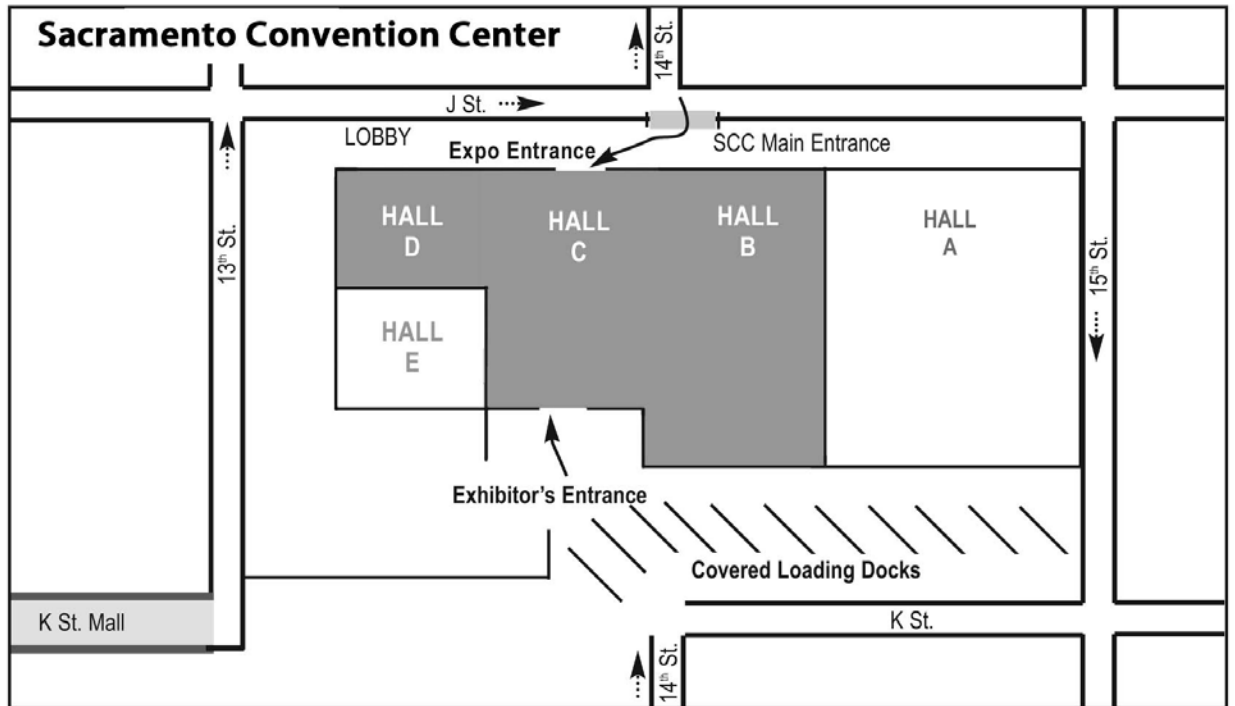 Sacramento Convention Center
14th St.
J St.
LOBBY
SCC Main Entrance
Expo Entrance
13th St.
HALL
D
HALL
C
HALL
B
HALL
A
15th St.
HALL
E
Exhibitor's Entrance
Covered Loading Docks
K St. Mall
K St.
14th St.